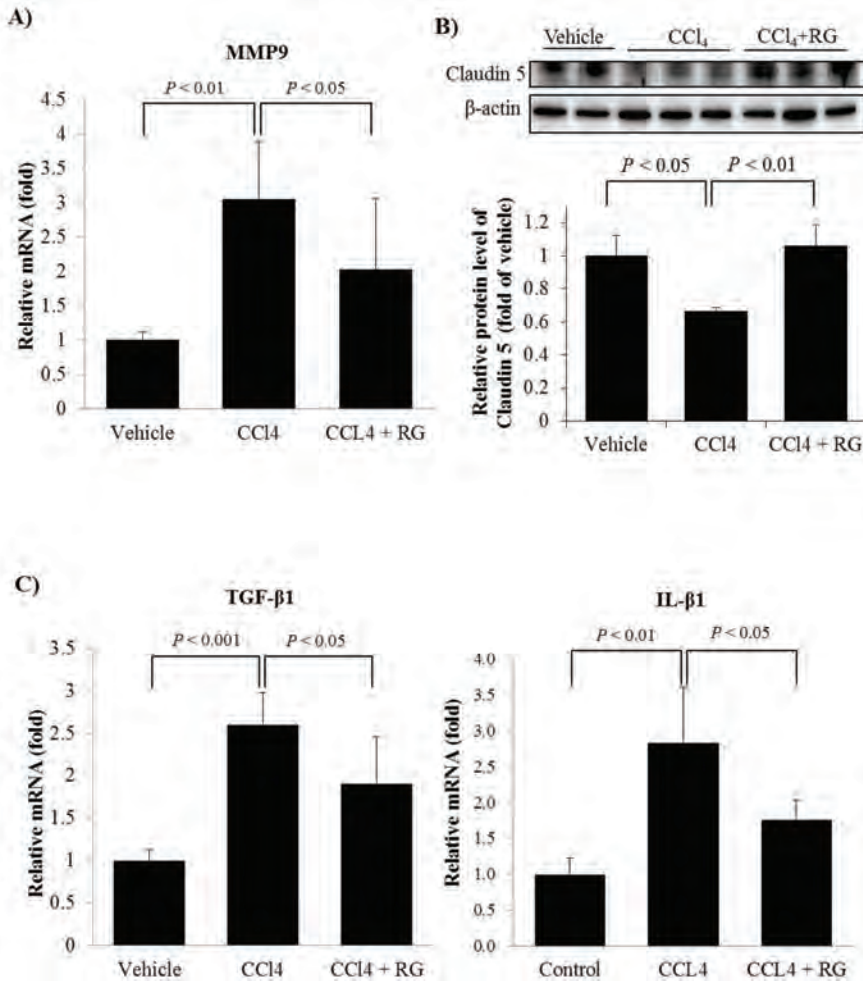 A)
MMP9
P < 0.01
P < 0.05
Relative mRNA (fold)
4.5
4
3.5
3
2.5
2
1.5
1
0.5
0
Vehicle
CCl4
CCL4 + RG
B)
Vehicle
CCl₄
CCl₄+RG
Claudin 5
β-actin
P < 0.05
P < 0.01
Relative protein level of
Claudin 5 (fold of vehicle)
1.2
1
0.8
0.6
0.4
0.2
0
Vehicle
CCl4
CCl4 + RG
C)
TGF-β1
P < 0.001
P < 0.05
Relative mRNA (fold)
3.5
3
2.5
2
1.5
1
0.5
0
Vehicle
CCl4
CCl4 + RG
IL-β1
P < 0.01
P < 0.05
Relative mRNA (fold)
4.0
3.5
3.0
2.5
2.0
1.5
1.0
0.5
0.0
Control
CCL4
CCL4 + RG